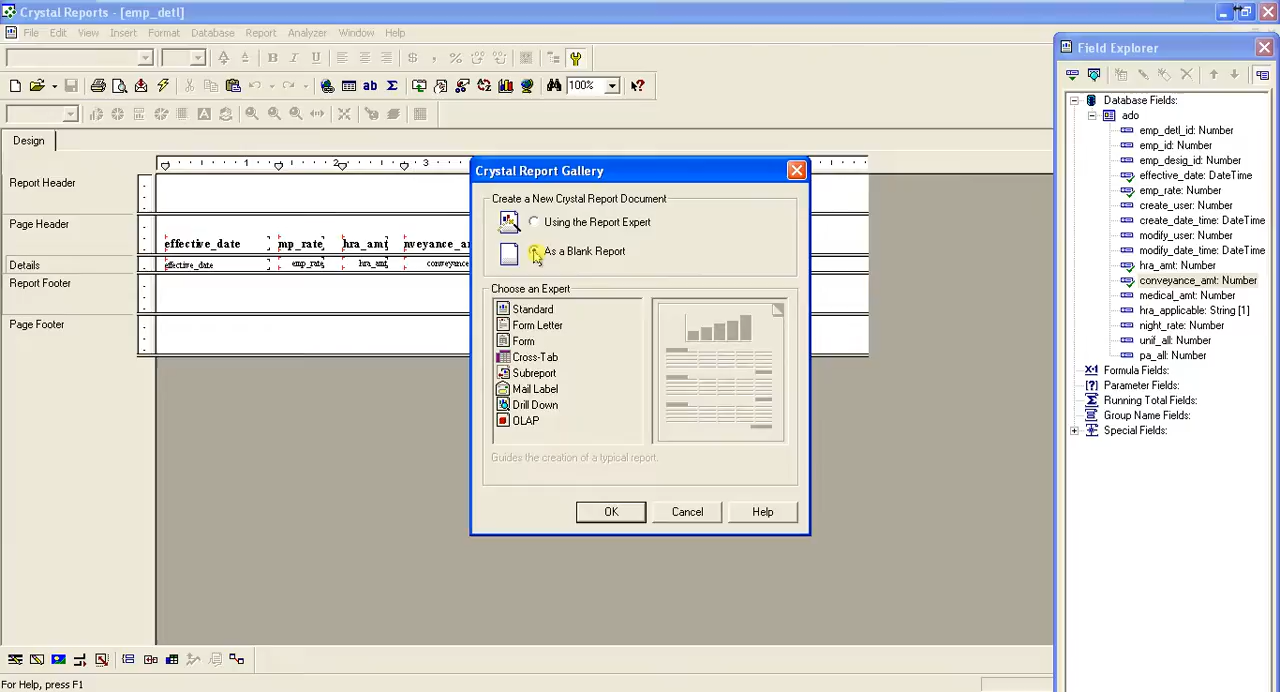 Crystal Reports - [emp_detl]
File Edit View Insert Format Database Report Analyzer Window Help
B I U $ , %
ab Σ 100%
Design
1 2 3
Report Header
Page Header
effective_date mp_rate hra_amt nveyance_an
Details
effective_date emp_rate hra_amt conveyance
Report Footer
Page Footer
For Help, press F1
Crystal Report Gallery
Create a New Crystal Report Document
Using the Report Expert
As a Blank Report
Choose an Expert
Standard
Form Letter
Form
Cross-Tab
Subreport
Mail Label
Drill Down
OLAP
Guides the creation of a typical report.
OK Cancel Help
Field Explorer
Database Fields:
ado
emp_detl_id: Number
emp_id: Number
emp_desig_id: Number
effective_date: DateTime
emp_rate: Number
create_user: Number
create_date_time: DateTime
modify_user: Number
modify_date_time: DateTime
hra_amt: Number
conveyance_amt: Number
medical_amt: Number
hra_applicable: String [1]
night_rate: Number
unif_all: Number
pa_all: Number
Formula Fields:
Parameter Fields:
Running Total Fields:
Group Name Fields:
Special Fields: